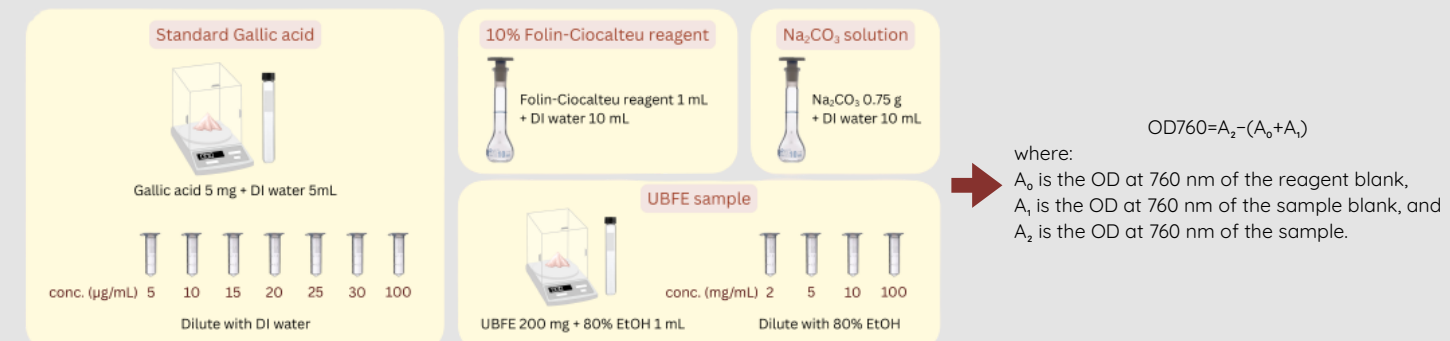 Standard Gallic acid
Gallic acid 5 mg + DI water 5mL
conc. (µg/mL) 5 10 15 20 25 30 100
Dilute with DI water
10% Folin-Ciocalteu reagent
Folin-Ciocalteu reagent 1 mL
+ DI water 10 mL
Na₂CO₃ solution
Na₂CO₃ 0.75 g
+ DI water 10 mL
UBFE sample
UBFE 200 mg + 80% EtOH 1 mL
conc. (mg/mL) 2 5 10 100
Dilute with 80% EtOH
OD760=A₂−(A₀+A₁)
where:
A₀ is the OD at 760 nm of the reagent blank,
A₁ is the OD at 760 nm of the sample blank, and
A₂ is the OD at 760 nm of the sample.